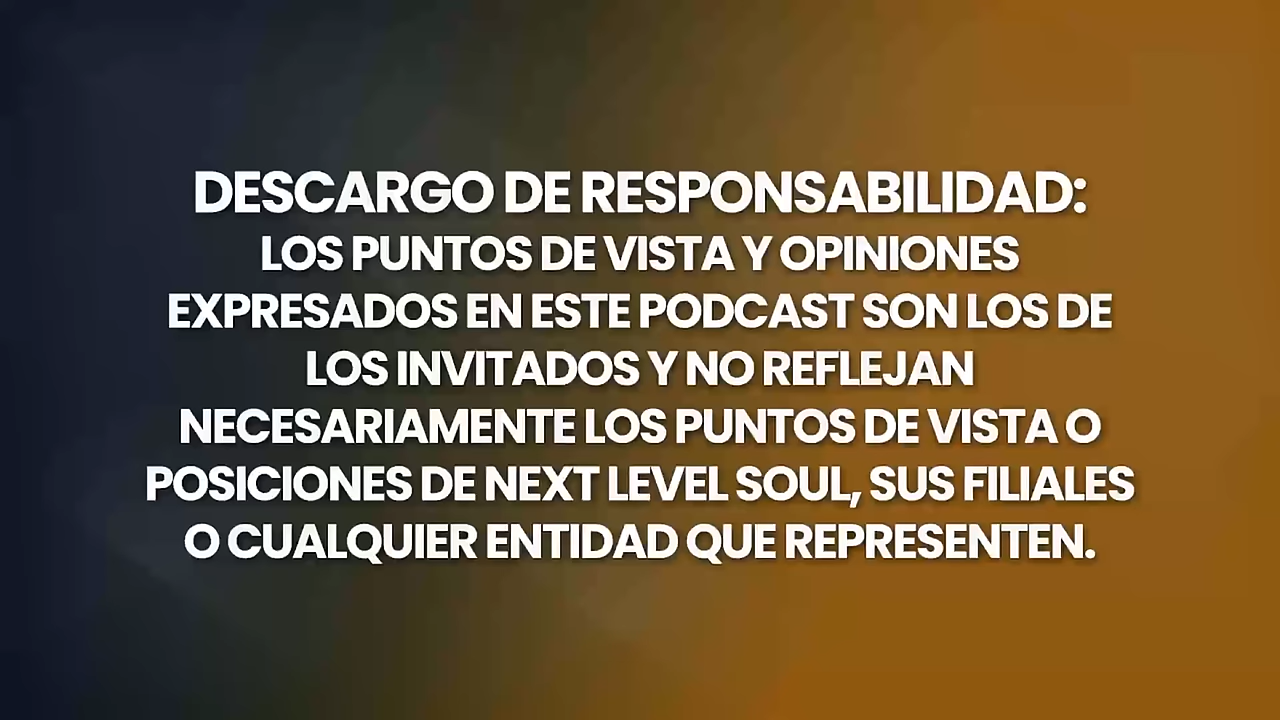 DESCARGO DE RESPONSABILIDAD:
LOS PUNTOS DE VISTA Y OPINIONES
EXPRESADOS EN ESTE PODCAST SON LOS DE
LOS INVITADOS Y NO REFLEJAN
NECESARIAMENTE LOS PUNTOS DE VISTA O
POSICIONES DE NEXT LEVEL SOUL, SUS FILIALES
O CUALQUIER ENTIDAD QUE REPRESENTEN.